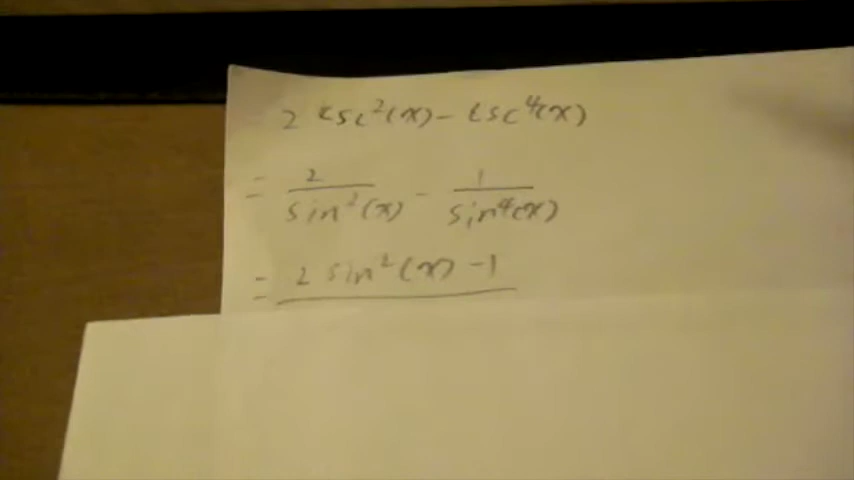 2 csc²(x) - csc⁴(x)
= 2/sin²(x) - 1/sin⁴(x)
= 2 sin²(x) - 1